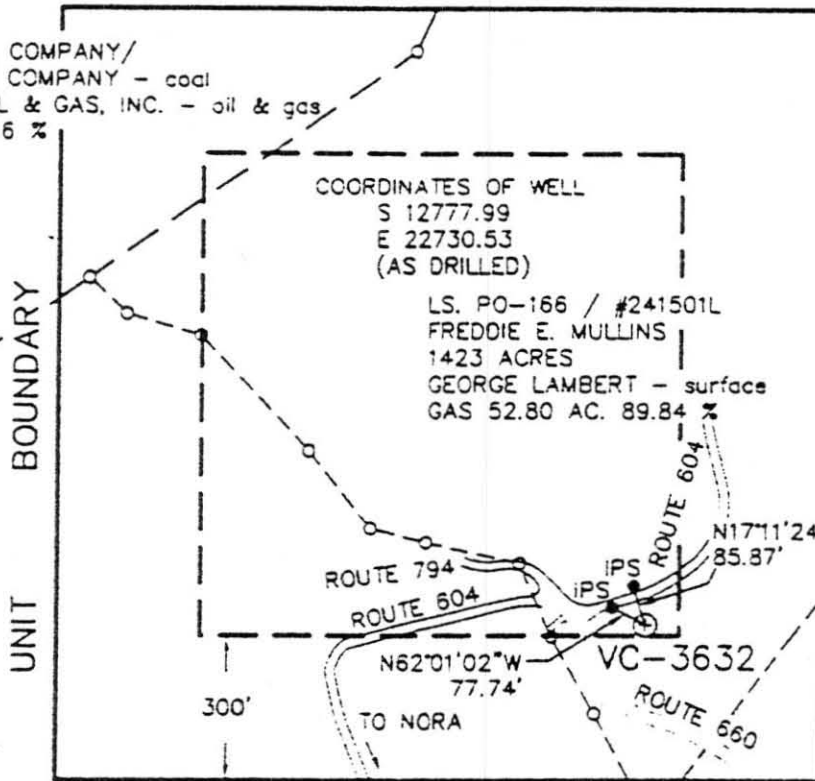 COMPANY/
COMPANY - coal
L & GAS, INC. - oil & gas
6 %
COORDINATES OF WELL
S 12777.99
E 22730.53
(AS DRILLED)
LS. PO-166 / #241501L
FREDDIE E. MULLINS
1423 ACRES
GEORGE LAMBERT - surface
GAS 52.80 AC. 89.84 %
UNIT BOUNDARY
ROUTE 604
N17°11'24
85.87'
IPS
iPS
ROUTE 794
ROUTE 604
VC-3632
N62°01'02"W
77.74'
300'
TO NORA
ROUTE 660